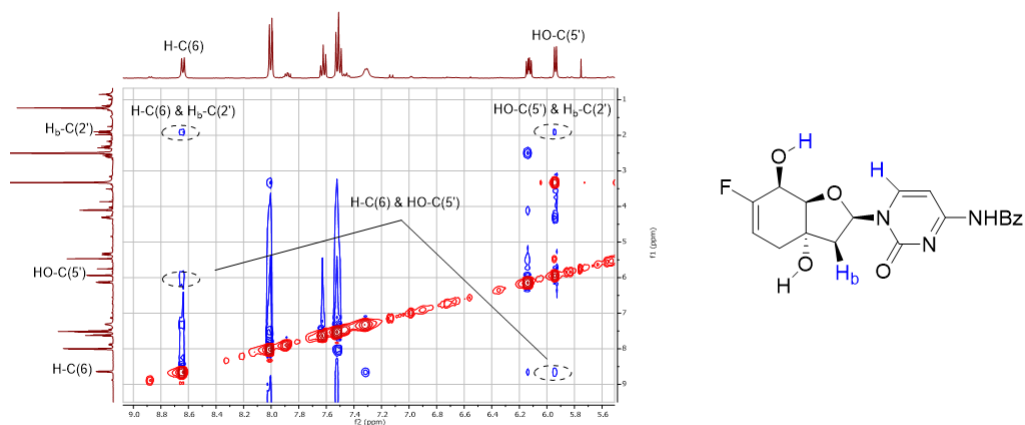 HO-C(5')
H-C(6)
H-C(6) & Hb-C(2')
HO-C(5') & Hb-C(2')
Hb-C(2')
H-C(6) & HO-C(5')
HO-C(5')
H-C(6)
1
2
3
4
5
6
7
8
9
f1 (ppm)
9.0 8.8 8.6 8.4 8.2 8.0 7.8 7.6 7.4 7.2 7.0 6.8 6.6 6.4 6.2 6.0 5.8 5.6
f2 (ppm)
H
O
F
O
H
N
NHBz
O
N
O
H
Hb